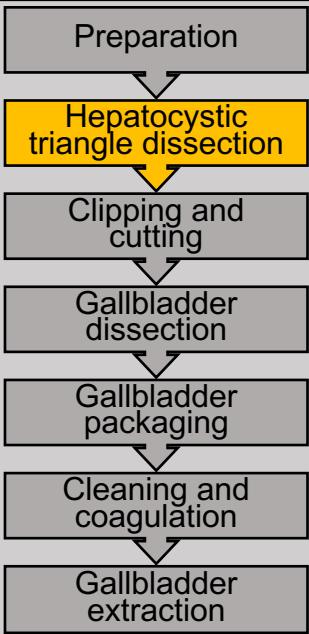 Preparation
Hepatocystic
triangle dissection
Clipping and
cutting
Gallbladder
dissection
Gallbladder
packaging
Cleaning and
coagulation
Gallbladder
extraction